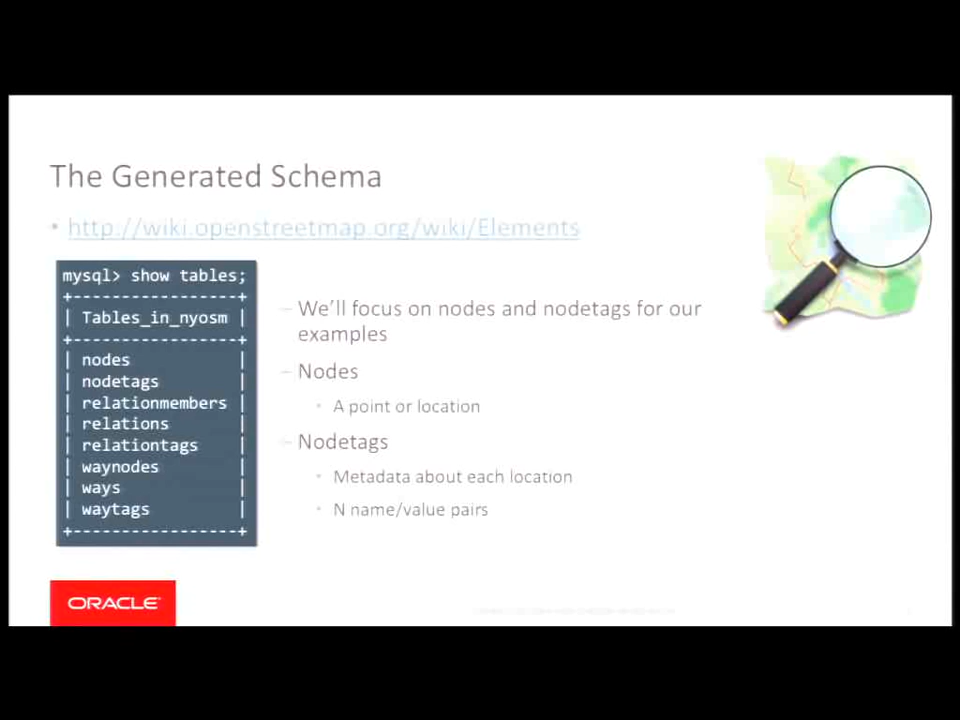 The Generated Schema
• http://wiki.openstreetmap.org/wiki/Elements
mysql> show tables;
+-----------------+
| Tables_in_nyosm |
+-----------------+
| nodes           |
| nodetags        |
| relationmembers |
| relations       |
| relationtags    |
| waynodes        |
| ways            |
| waytags         |
+-----------------+
– We'll focus on nodes and nodetags for our
examples
– Nodes
• A point or location
– Nodetags
• Metadata about each location
• N name/value pairs
ORACLE